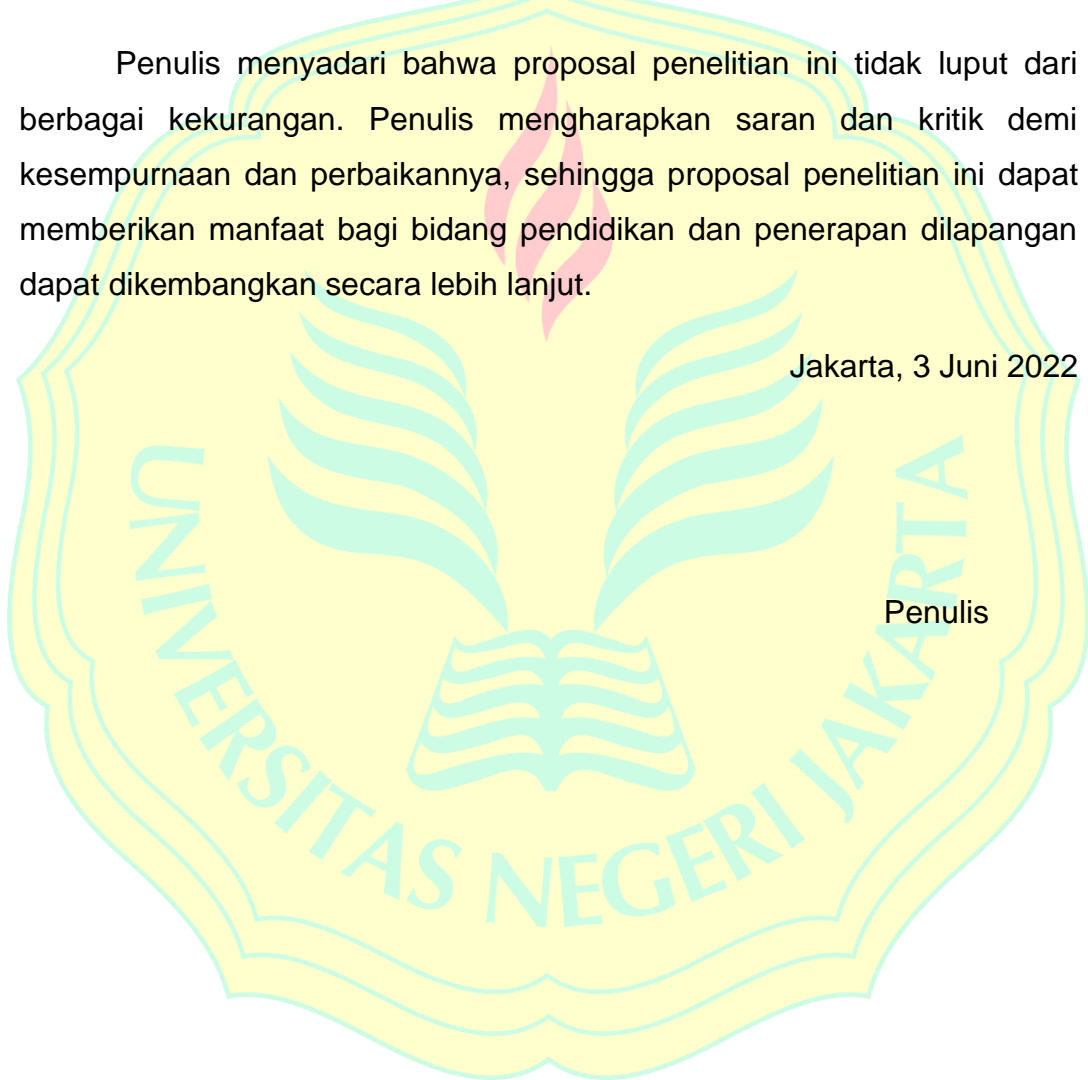 Penulis menyadari bahwa proposal penelitian ini tidak luput dari
berbagai kekurangan. Penulis mengharapkan saran dan kritik demi
kesempurnaan dan perbaikannya, sehingga proposal penelitian ini dapat
memberikan manfaat bagi bidang pendidikan dan penerapan dilapangan
dapat dikembangkan secara lebih lanjut.
Jakarta, 3 Juni 2022
Penulis
UNIVERSITAS NEGERI JAKARTA